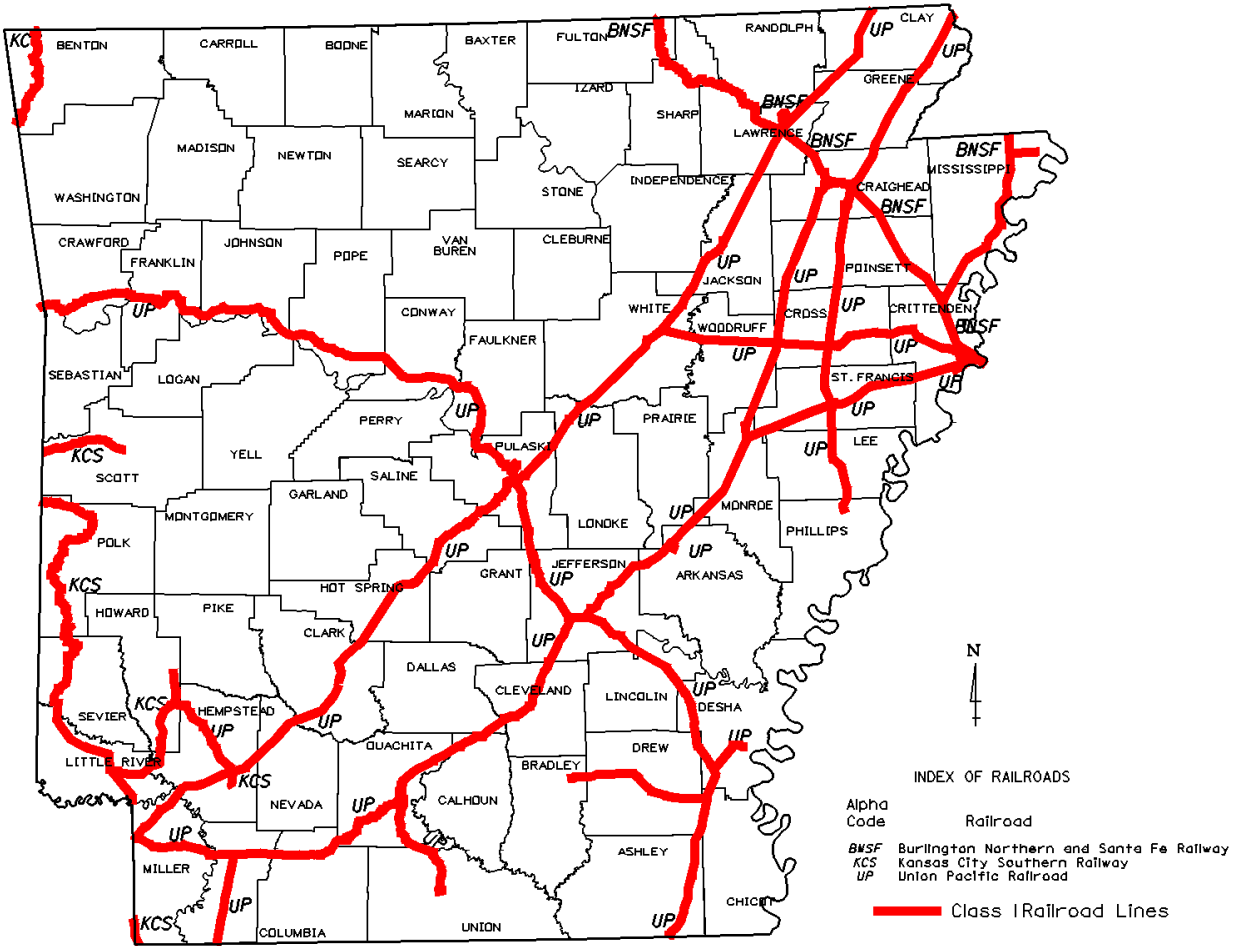 KC BENTON CARROLL BOONE BAXTER FULTON BNSF RANDOLPH UP CLAY
UP
GREENE
IZARD
MARION SHARP BNSF
LAWRENCE BNSF
MADISON NEWTON SEARCY BNSF
MISSISSIPPI
WASHINGTON STONE INDEPENDENCE CRAIGHEAD
BNSF
CRAWFORD JOHNSON VAN
BUREN CLEBURNE
FRANKLIN POPE UP POINSETT
JACKSON UP
UP CONWAY WHITE CROSS UP CRITTENDEN
WOODRUFF BNSF
FAULKNER UP UP
SEBASTIAN LOGAN ST. FRANCIS UP
UP PERRY UP PRAIRIE UP
PULASKI UP LEE
KCS YELL
SCOTT SALINE
GARLAND MONROE
MONTGOMERY UP
LONOKE PHILLIPS
POLK UP UP
KCS HOT SPRING GRANT JEFFERSON ARKANSAS
UP
HOWARD PIKE
CLARK UP
DALLAS
N
CLEVELAND LINCOLIN UP
SEVIER KCS HEMPSTEAD DESHA
UP UP UP
OUACHITA DREW
LITTLE RIVER BRADLEY
KCS
NEVADA UP CALHOUN
UP UP
MILLER ASHLEY
KCS UP CHICOT
COLUMBIA UNION UP
INDEX OF RAILROADS
Alpha
Code Railroad
BNSF Burlington Northern and Santa Fe Railway
KCS Kansas City Southern Railway
UP Union Pacific Railroad
Class I Railroad Lines